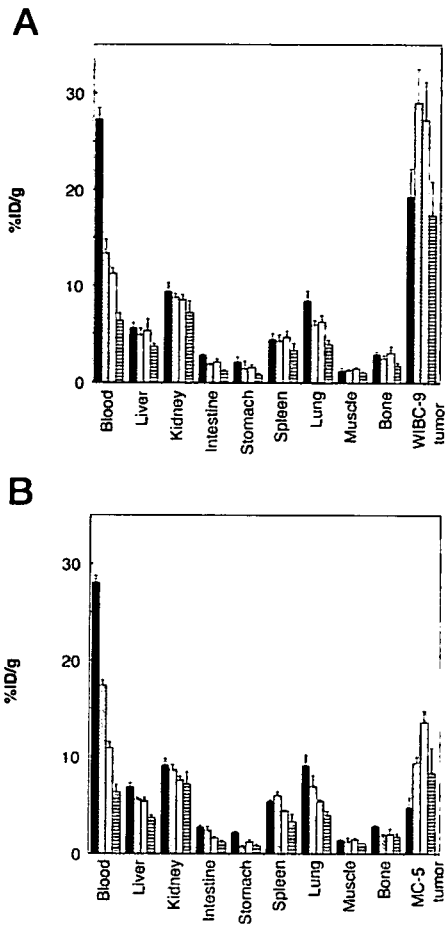 A
%ID/g
30
20
10
0
Blood
Liver
Kidney
Intestine
Stomach
Spleen
Lung
Muscle
Bone
WIBC-9
tumor
B
%ID/g
30
20
10
0
Blood
Liver
Kidney
Intestine
Stomach
Spleen
Lung
Muscle
Bone
MC-5
tumor